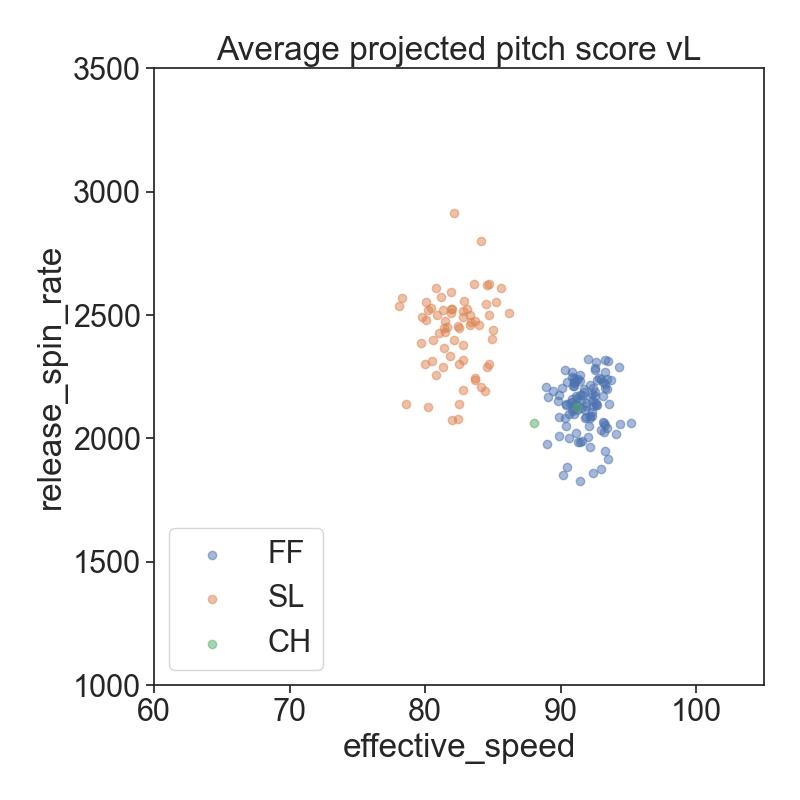 Average projected pitch score vL
3500
3000
2500
2000
1500
1000
release_spin_rate
FF
SL
CH
60 70 80 90 100
effective_speed